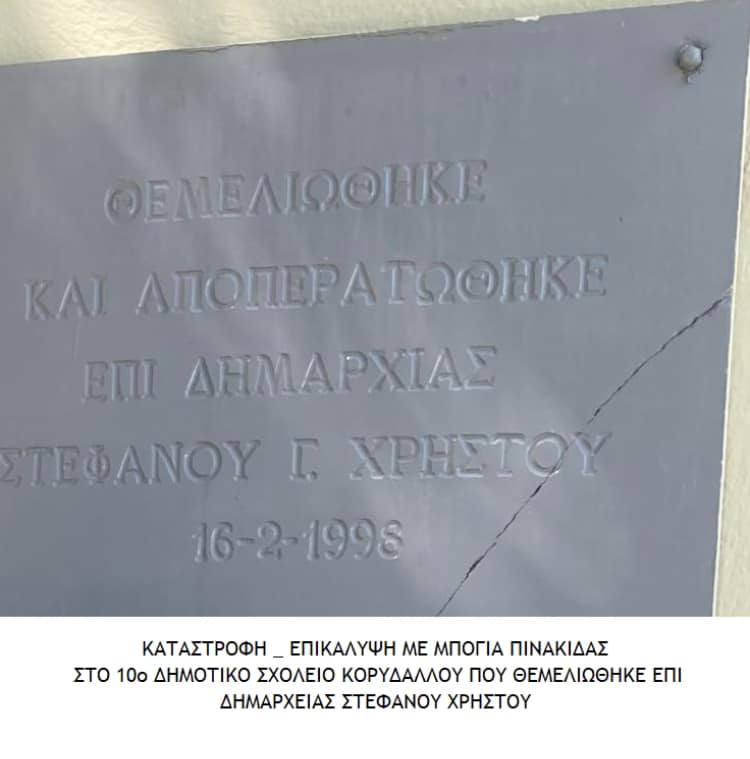 ΘΕΜΕΛΙΩΘΗΚΕ
ΚΑΙ ΑΠΟΠΕΡΑΤΩΘΗΚΕ
ΕΠΙ ΔΗΜΑΡΧΙΑΣ
ΣΤΕΦΑΝΟΥ Γ. ΧΡΗΣΤΟΥ
16-2-1998
ΚΑΤΑΣΤΡΟΦΗ _ ΕΠΙΚΑΛΥΨΗ ΜΕ ΜΠΟΓΙΑ ΠΙΝΑΚΙΔΑΣ
ΣΤΟ 10ο ΔΗΜΟΤΙΚΟ ΣΧΟΛΕΙΟ ΚΟΡΥΔΑΛΛΟΥ ΠΟΥ ΘΕΜΕΛΙΩΘΗΚΕ ΕΠΙ
ΔΗΜΑΡΧΕΙΑΣ ΣΤΕΦΑΝΟΥ ΧΡΗΣΤΟΥ